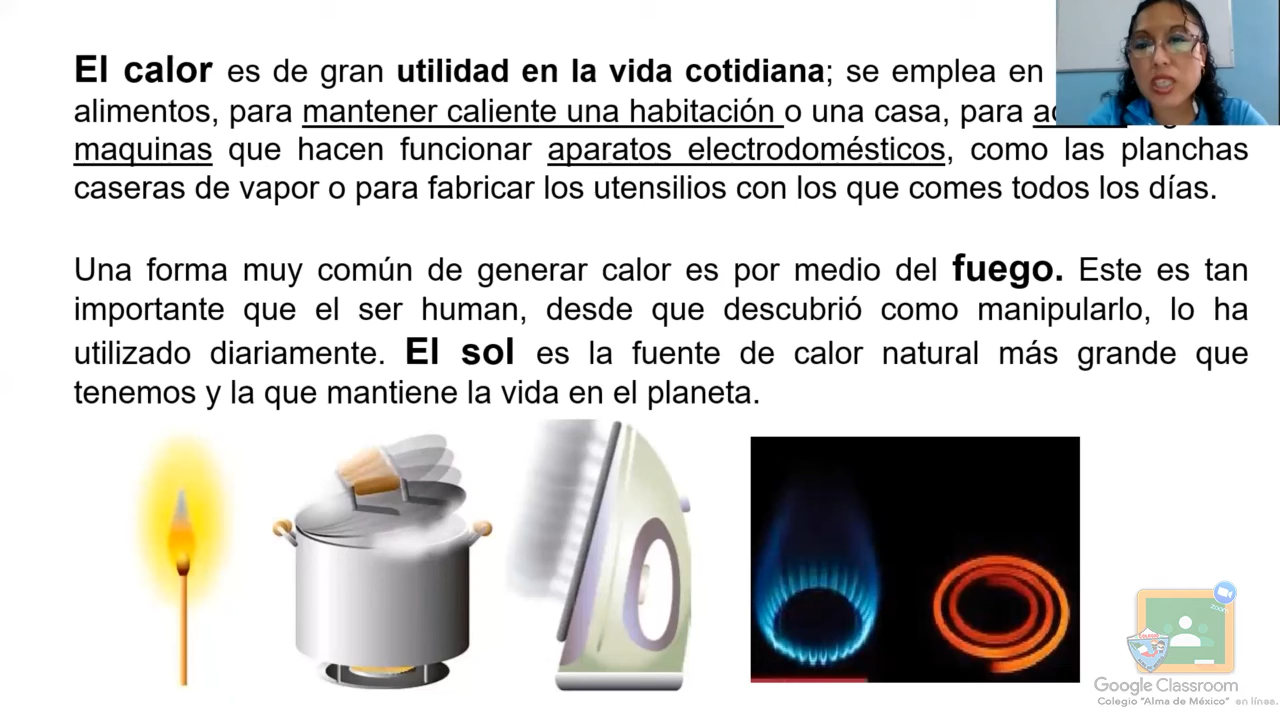 El calor es de gran utilidad en la vida cotidiana; se emplea en
alimentos, para mantener caliente una habitación o una casa, para
maquinas que hacen funcionar aparatos electrodomésticos, como las planchas
caseras de vapor o para fabricar los utensilios con los que comes todos los días.
Una forma muy común de generar calor es por medio del fuego. Este es tan
importante que el ser human, desde que descubrió como manipularlo, lo ha
utilizado diariamente. El sol es la fuente de calor natural más grande que
tenemos y la que mantiene la vida en el planeta.
zoom
COLEGIO
Google Classroom
Colegio "Alma de México" en línea.